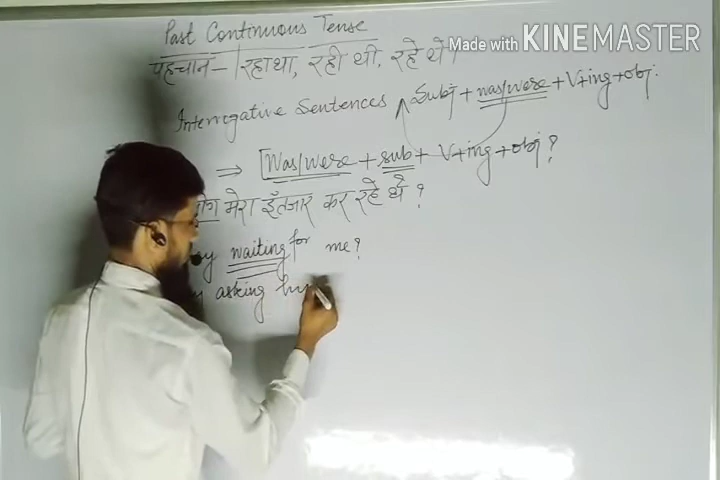 Past Continuous Tense
Made with KINEMASTER
पहचान - रहा था, रही थी, रहे थे।
Interrogative Sentences Subj + was/were + V+ing + obj.
⇒ [Was/were + sub + V+ing + obj ?
मेरा इंतजार कर रहे थे ?
waiting for me?
asking